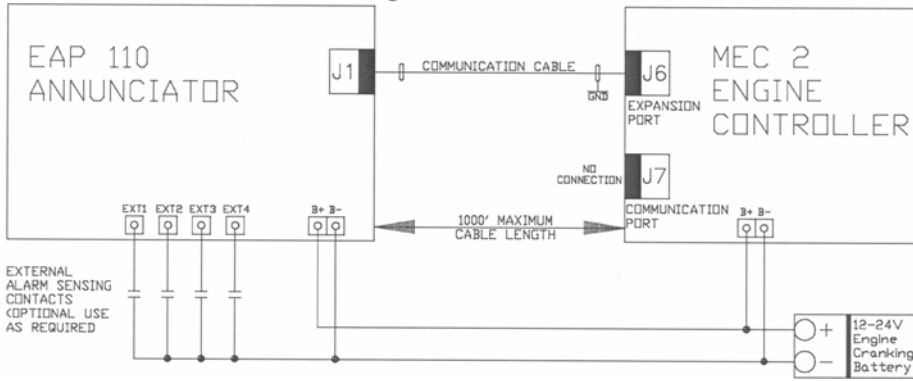 EAP 110
ANNUNCIATOR
J1
COMMUNICATION CABLE
GND
J6
EXPANSION
PORT
MEC 2
ENGINE
CONTROLLER
NO
CONNECTION
J7
COMMUNICATION
PORT
EXT1 EXT2 EXT3 EXT4 B+ B-
1000' MAXIMUM
CABLE LENGTH
B+ B-
EXTERNAL
ALARM SENSING
CONTACTS
(OPTIONAL USE
AS REQUIRED
+
-
12-24V
Engine
Cranking
Battery